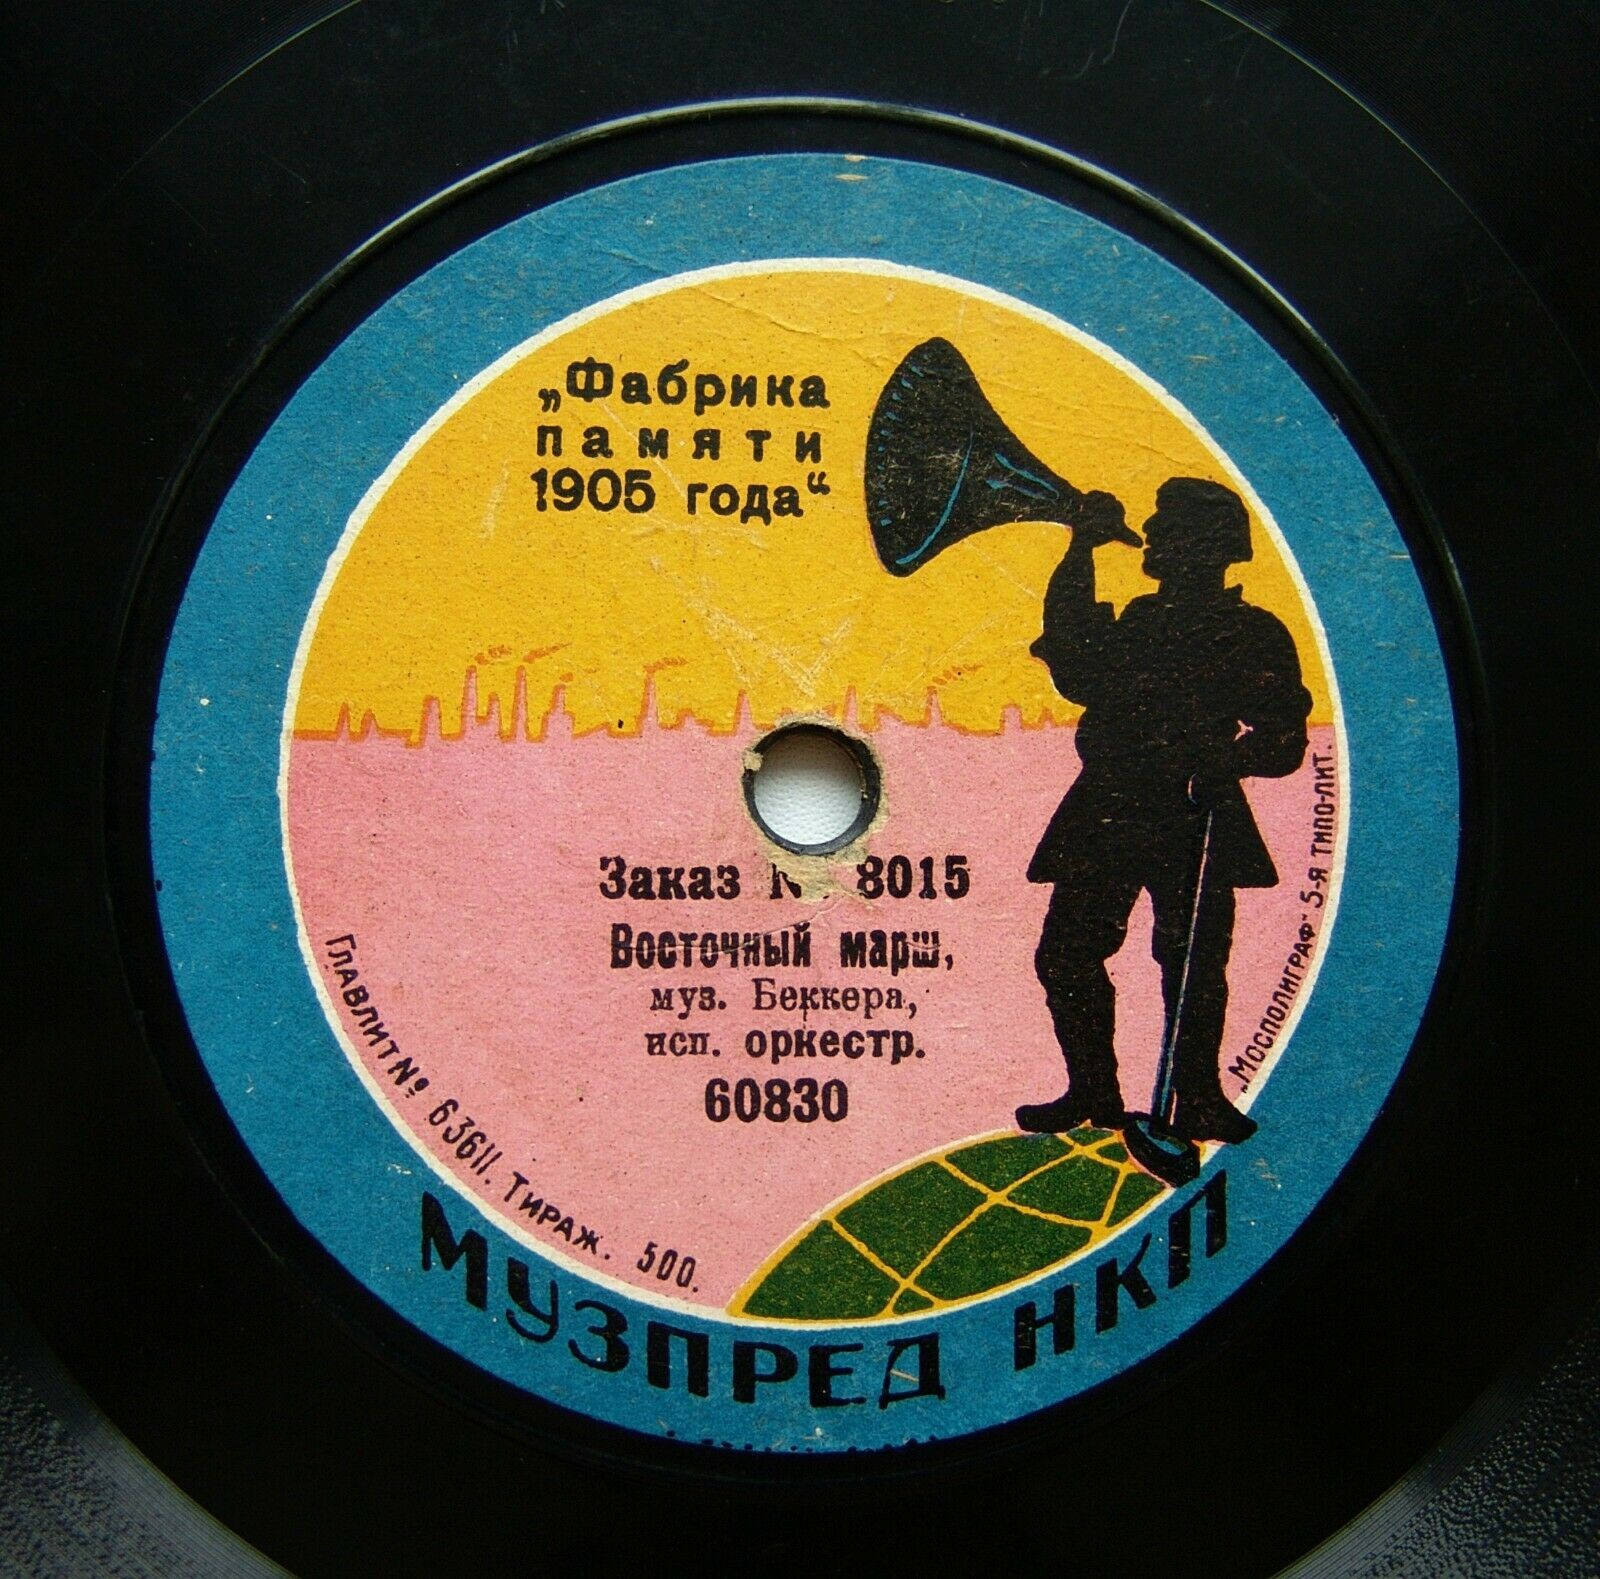 „Фабрика
памяти
1905 года“
Заказ № 8015
Восточный марш,
муз. Беккера,
исп. оркестр.
60830
Главлит № 63611. Тираж. 500.
„Мосполиграф“ 5-я типо-лит.
МУЗПРЕД НКП